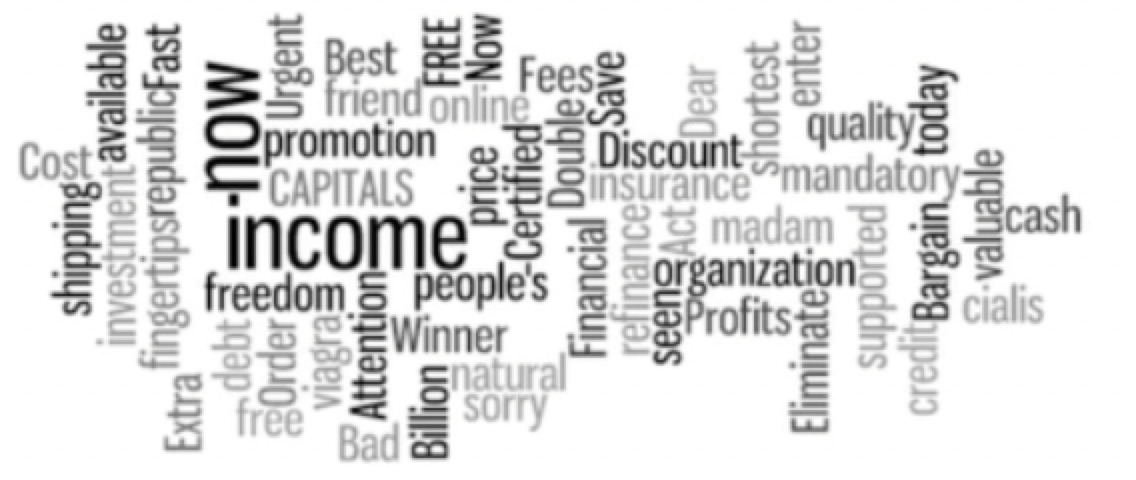 available
Fast
now
Urgent
Best
friend
FREE
Now
online
Fees
Save
Double
Dear
shortest
enter
quality
today
Cost
republic
promotion
CAPITALS
price
Certified
Discount
insurance
mandatory
shipping
investment
fingertips
income
Financial
refinance
Act
madam
supported
Bargain
valuable
cash
freedom
people's
organization
seen
Profits
Eliminate
cialis
credit
debt
Order
viagra
Attention
Winner
Extra
free
Bad
Billion
natural
sorry